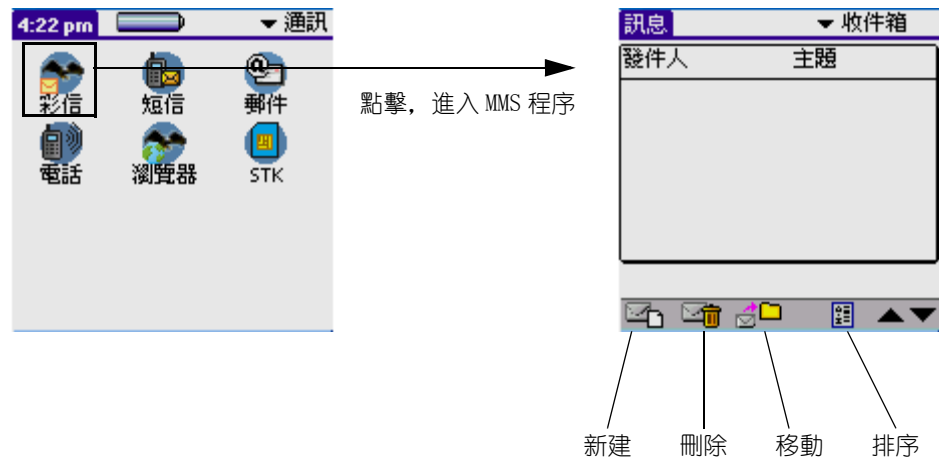 4:22 pm
▼ 通訊
彩信
短信
郵件
電話
瀏覽器
STK
點擊，進入 MMS 程序
訊息
▼ 收件箱
發件人 主題
新建
刪除
移動
排序